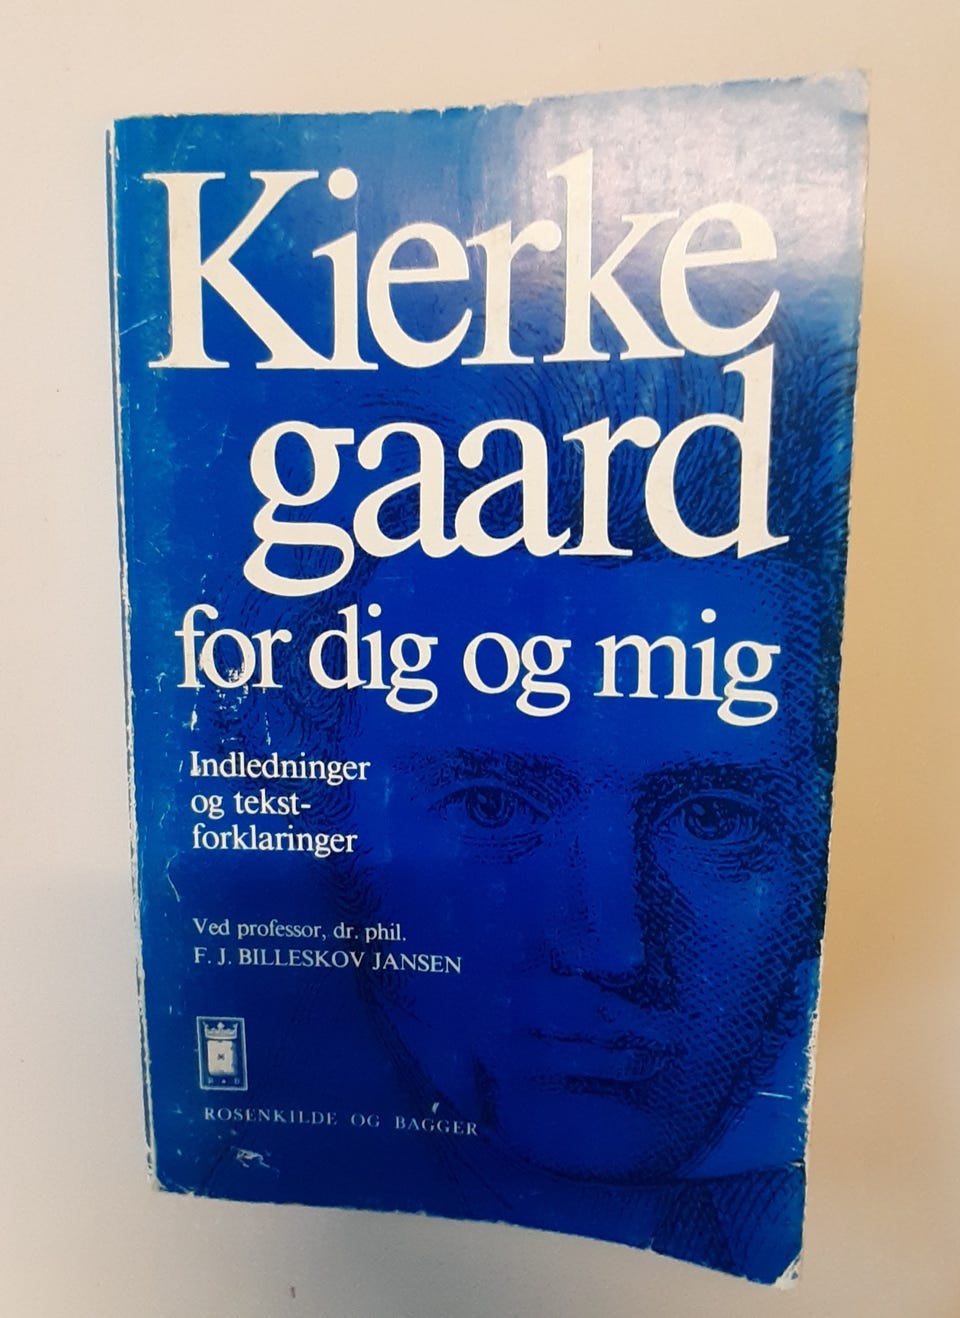 Kierke
gaard
for dig og mig
Indledninger
og tekst-
forklaringer
Ved professor, dr. phil.
F. J. BILLESKOV JANSEN
R & B
ROSENKILDE OG BAGGER